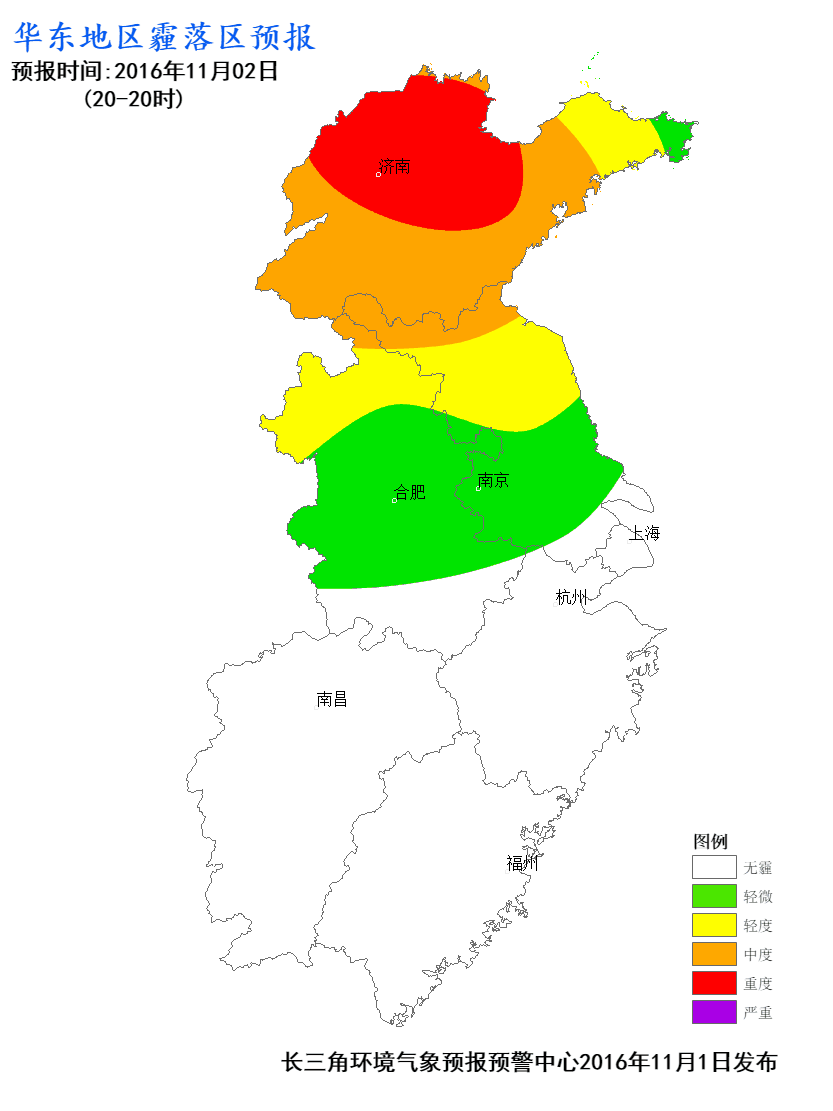 华东地区霾落区预报
预报时间:2016年11月02日
(20-20时)
济南
南京
合肥
上海
杭州
南昌
福州
图例
无霾
轻微
轻度
中度
重度
严重
长三角环境气象预报预警中心2016年11月1日发布